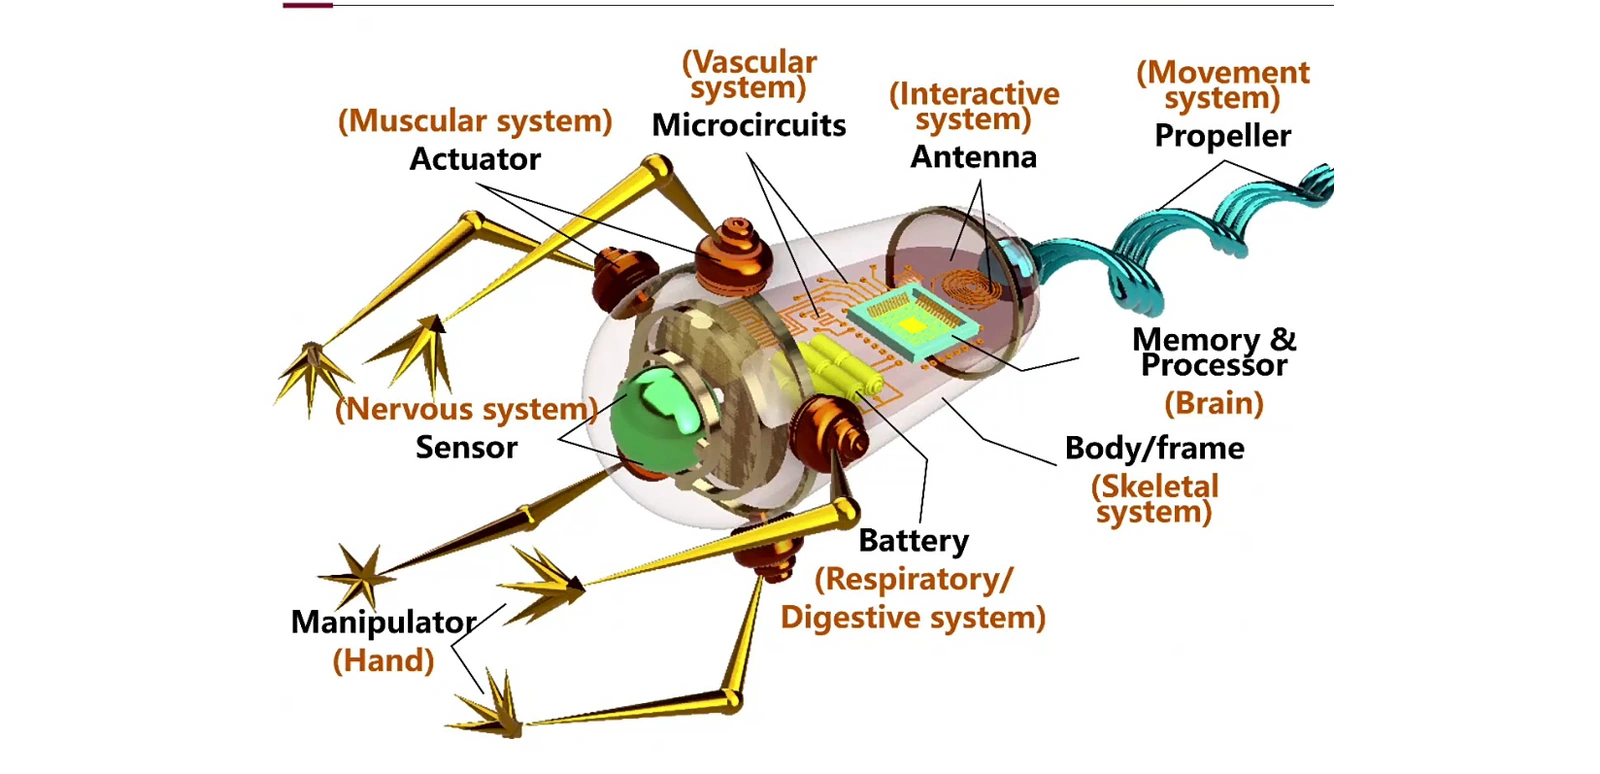 (Vascular
system)
Microcircuits
(Movement
system)
Propeller
(Interactive
system)
Antenna
(Muscular system)
Actuator
Memory &
Processor
(Brain)
(Nervous system)
Sensor
Body/frame
(Skeletal
system)
Battery
(Respiratory/
Digestive system)
Manipulator
(Hand)